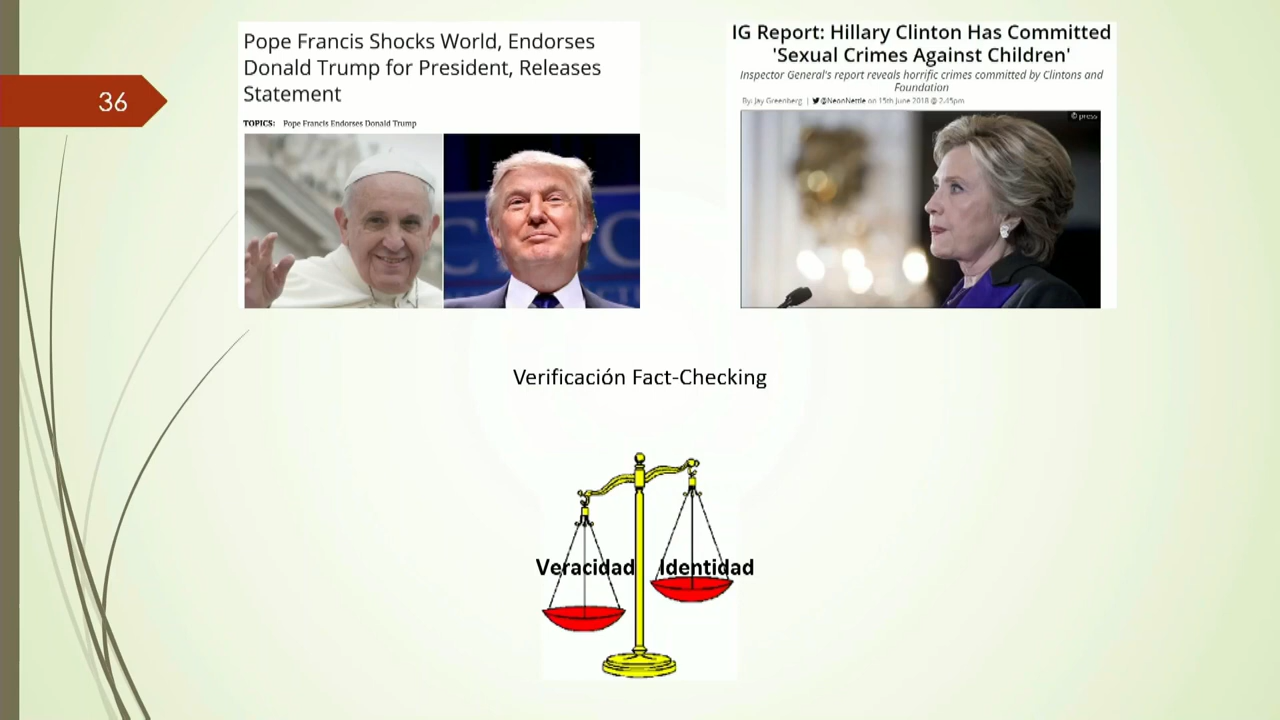 36
Pope Francis Shocks World, Endorses
Donald Trump for President, Releases
Statement
TOPICS: Pope Francis Endorses Donald Trump
IG Report: Hillary Clinton Has Committed
'Sexual Crimes Against Children'
Inspector General's report reveals horrific crimes committed by Clintons and
Foundation
By: Jay Greenberg | @NeonNettle on 15th June 2018 @ 2.45pm
© press
Verificación Fact-Checking
Veracidad Identidad